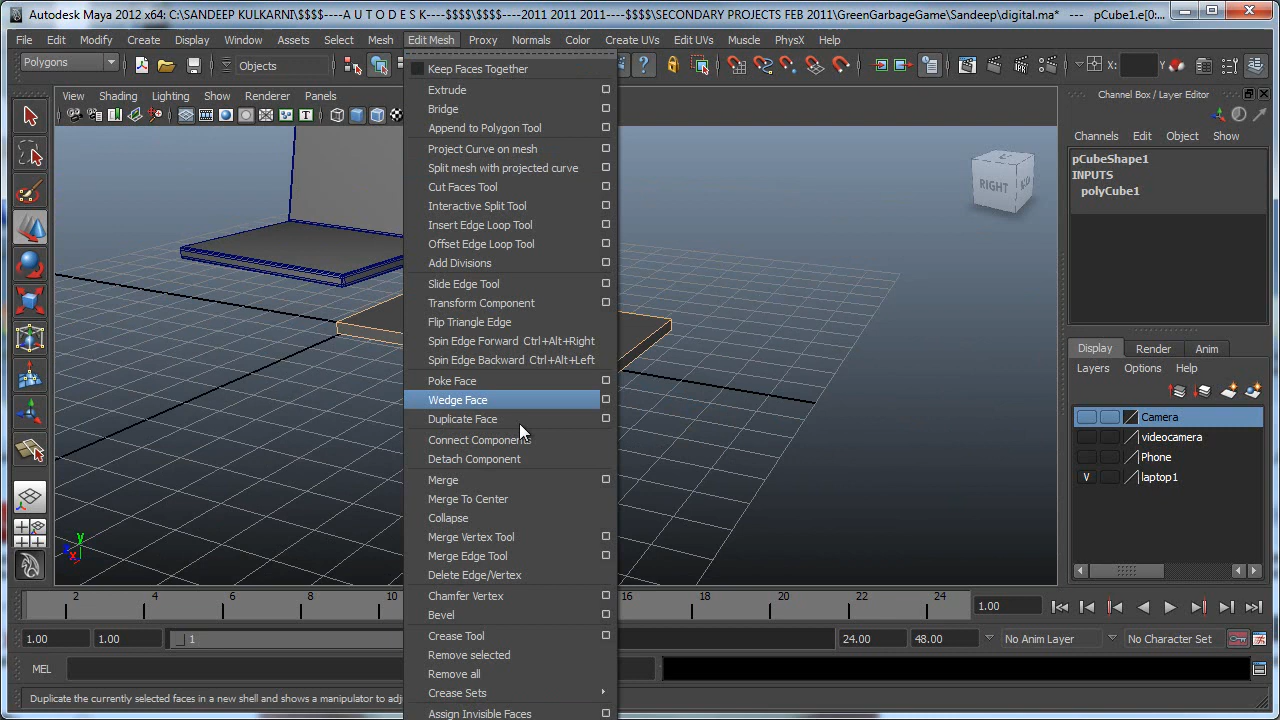 Autodesk Maya 2012 x64: C:\SANDEEP KULKARNI\$$$$----A U T O D E S K----$$$$\$$$$----2011 2011 2011----$$$$\SECONDARY PROJECTS FEB 2011\GreenGarbageGame\Sandeep\digital.ma* --- pCube1.e[0:...
File Edit Modify Create Display Window Assets Select Mesh Edit Mesh Proxy Normals Color Create UVs Edit UVs Muscle PhysX Help
Polygons Objects X:
View Shading Lighting Show Renderer Panels
Channel Box / Layer Editor
Channels Edit Object Show
pCubeShape1
INPUTS
polyCube1
Keep Faces Together
Extrude
Bridge
Append to Polygon Tool
Project Curve on mesh
Split mesh with projected curve
Cut Faces Tool
Interactive Split Tool
Insert Edge Loop Tool
Offset Edge Loop Tool
Add Divisions
Slide Edge Tool
Transform Component
Flip Triangle Edge
Spin Edge Forward Ctrl+Alt+Right
Spin Edge Backward Ctrl+Alt+Left
Poke Face
Wedge Face
Duplicate Face
Connect Components
Detach Component
Merge
Merge To Center
Collapse
Merge Vertex Tool
Merge Edge Tool
Delete Edge/Vertex
Chamfer Vertex
Bevel
Crease Tool
Remove selected
Remove all
Crease Sets
Assign Invisible Faces
RIGHT
y
x
Display Render Anim
Layers Options Help
Camera
videocamera
Phone
V laptop1
2 4 6 8 10 16 18 20 22 24 1.00
1.00 1.00 1 24.00 48.00 No Anim Layer No Character Set
MEL
Duplicate the currently selected faces in a new shell and shows a manipulator to adj